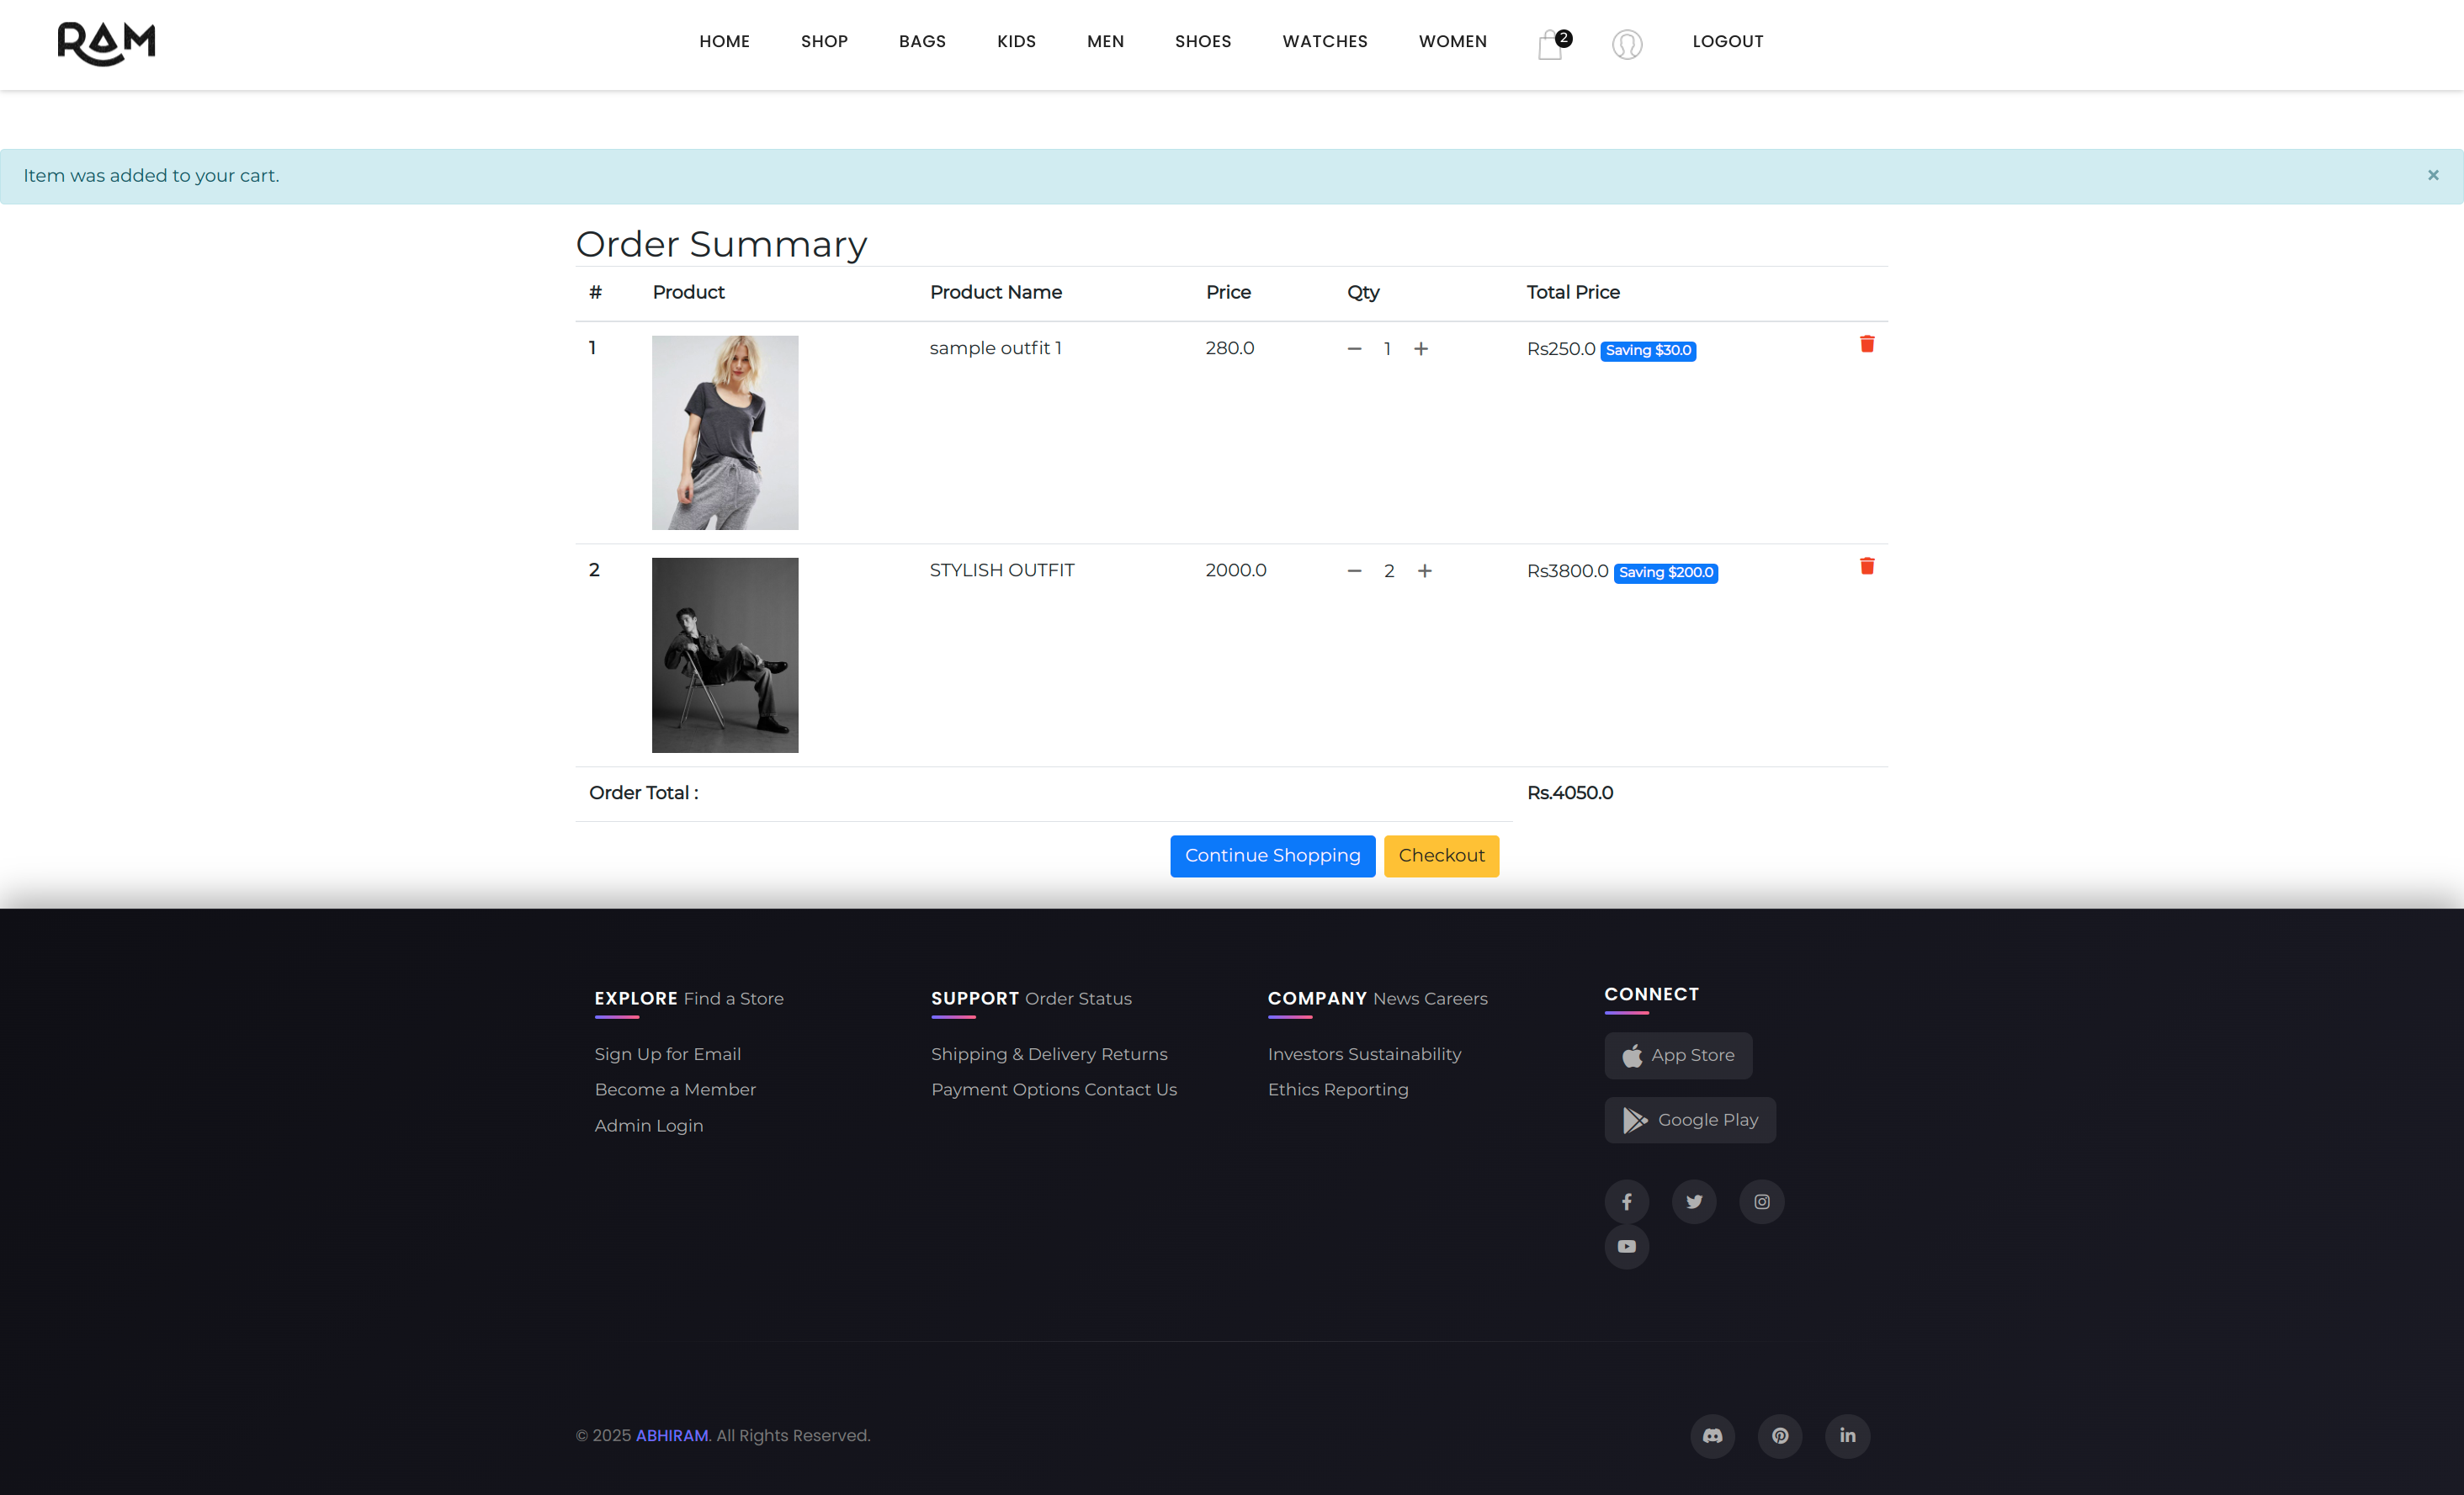 RAM
HOME SHOP BAGS KIDS MEN SHOES WATCHES WOMEN 2 LOGOUT
Item was added to your cart. ×
Order Summary
# Product Product Name Price Qty Total Price
1 sample outfit 1 280.0 − 1 + Rs250.0 Saving $30.0
2 STYLISH OUTFIT 2000.0 − 2 + Rs3800.0 Saving $200.0
Order Total : Rs.4050.0
Continue Shopping Checkout
EXPLORE Find a Store
Sign Up for Email
Become a Member
Admin Login
SUPPORT Order Status
Shipping & Delivery Returns
Payment Options Contact Us
COMPANY News Careers
Investors Sustainability
Ethics Reporting
CONNECT
App Store
Google Play
© 2025 ABHIRAM. All Rights Reserved.